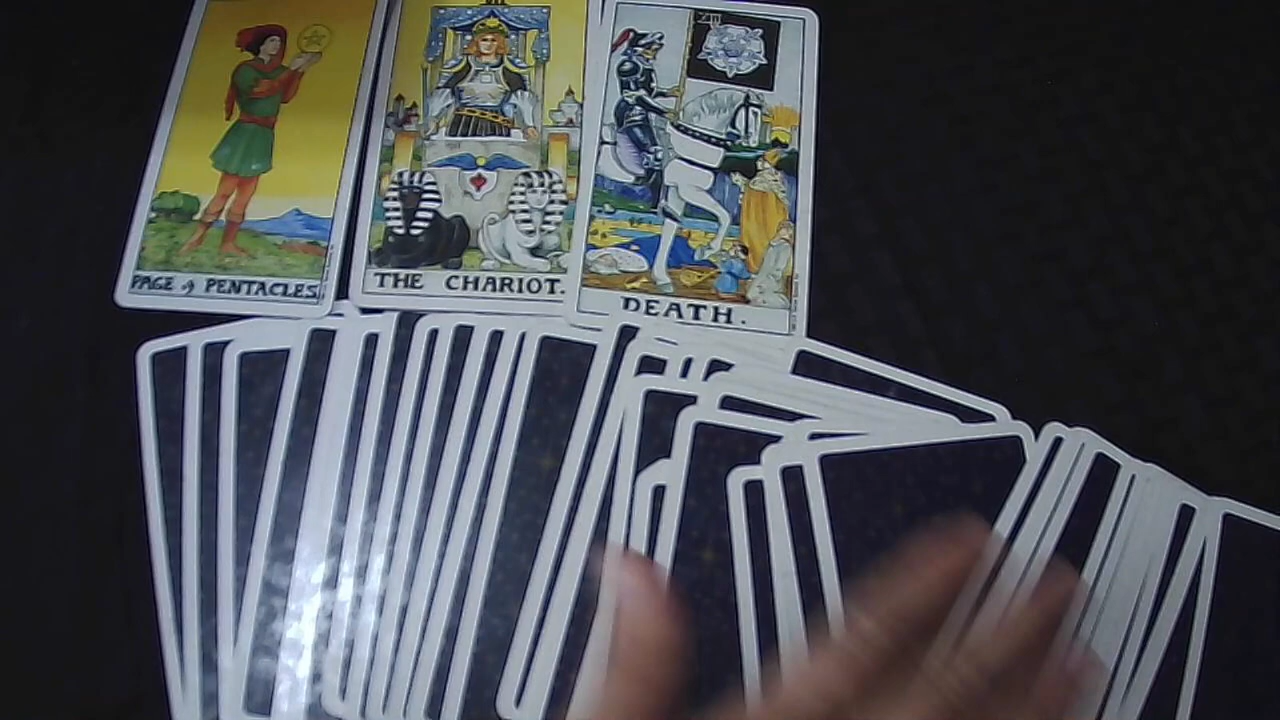 PAGE of PENTACLES
THE CHARIOT.
DEATH.